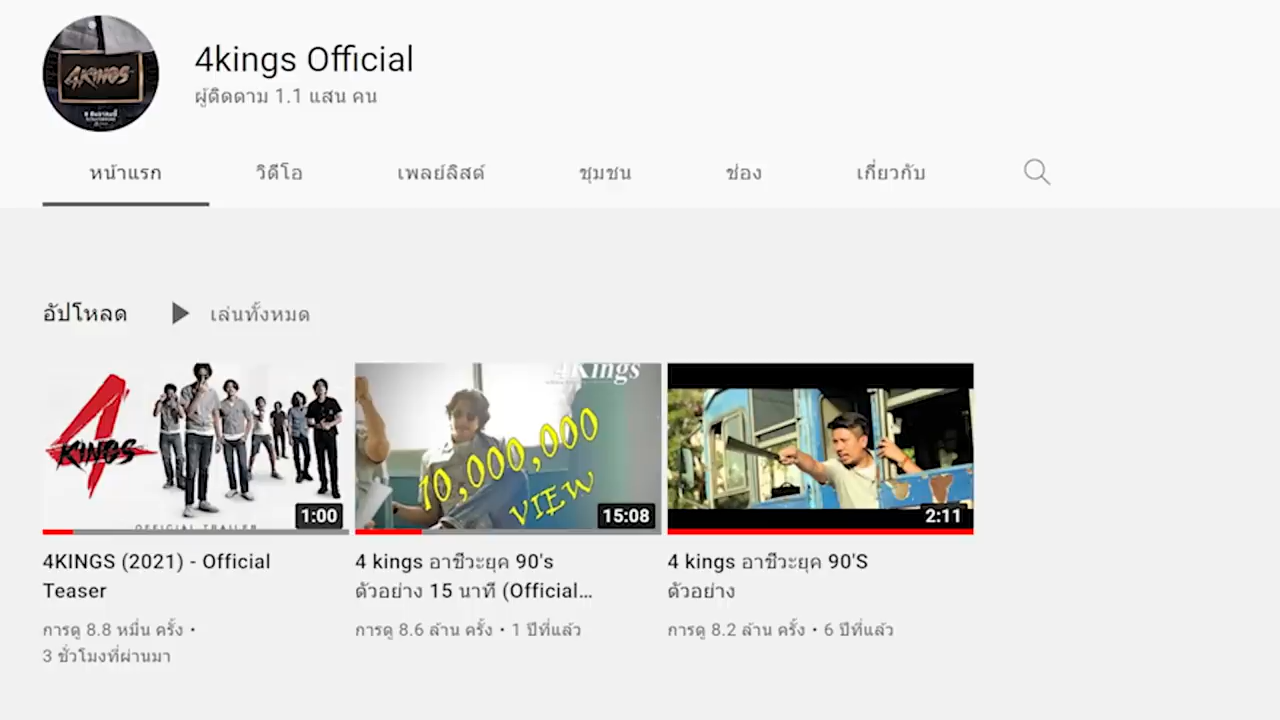 4kings Official
ผู้ติดตาม 1.1 แสน คน
4KINGS
หน้าแรก
วิดีโอ
เพลย์ลิสต์
ชุมชน
ช่อง
เกี่ยวกับ
อัปโหลด
เล่นทั้งหมด
4 KINGS
OFFICIAL TRAILER
1:00
4Kings
10,000,000
VIEW
15:08
2:11
4KINGS (2021) - Official
Teaser
การดู 8.8 หมื่น ครั้ง •
3 ชั่วโมงที่ผ่านมา
4 kings อาชีวะยุค 90's
ตัวอย่าง 15 นาที (Official...
การดู 8.6 ล้าน ครั้ง • 1 ปีที่แล้ว
4 kings อาชีวะยุค 90'S
ตัวอย่าง
การดู 8.2 ล้าน ครั้ง • 6 ปีที่แล้ว